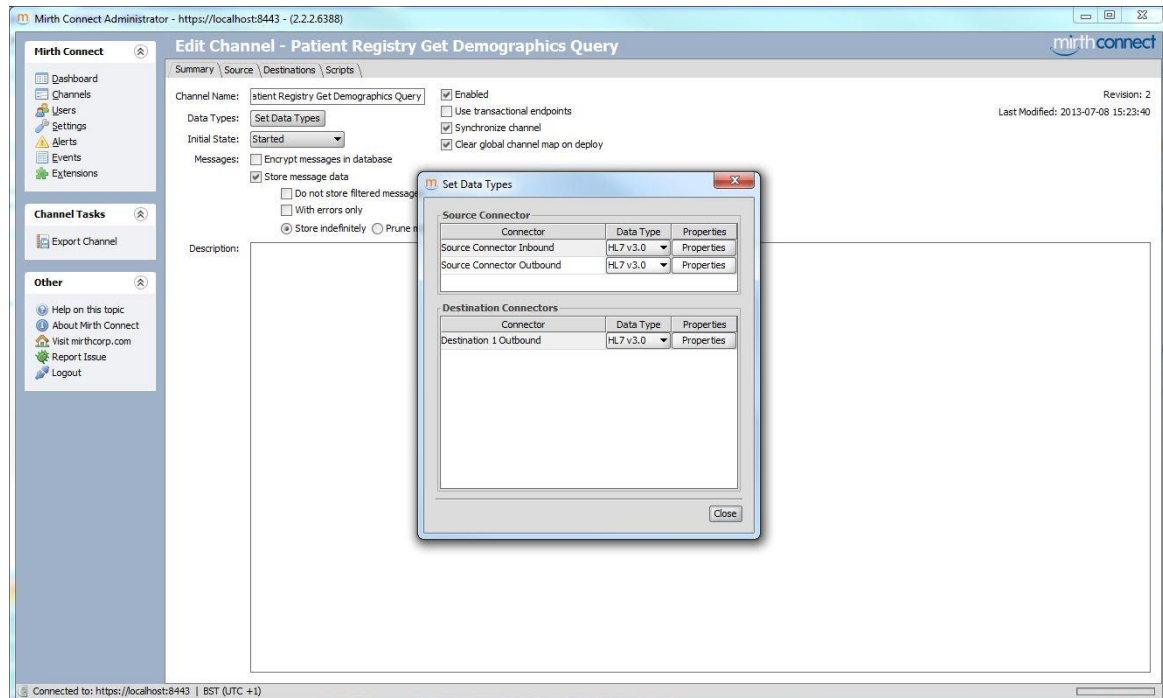 Mirth Connect Administrator - https://localhost:8443 - (2.2.2.6388)
Mirth Connect
Dashboard
Channels
Users
Settings
Alerts
Events
Extensions
Channel Tasks
Export Channel
Other
Help on this topic
About Mirth Connect
Visit mirthcorp.com
Report Issue
Logout
Edit Channel - Patient Registry Get Demographics Query
mirthconnect
Summary Source Destinations Scripts
Channel Name: atient Registry Get Demographics Query Enabled Revision: 2
Use transactional endpoints Last Modified: 2013-07-08 15:23:40
Data Types: Set Data Types
Synchronize channel
Initial State: Started Clear global channel map on deploy
Messages: Encrypt messages in database
Store message data
Do not store filtered message
With errors only
Store indefinitely Prune m
Description:
Set Data Types
Source Connector
Connector Data Type Properties
Source Connector Inbound HL7 v3.0 Properties
Source Connector Outbound HL7 v3.0 Properties
Destination Connectors
Connector Data Type Properties
Destination 1 Outbound HL7 v3.0 Properties
Close
Connected to: https://localhost:8443 | BST (UTC +1)